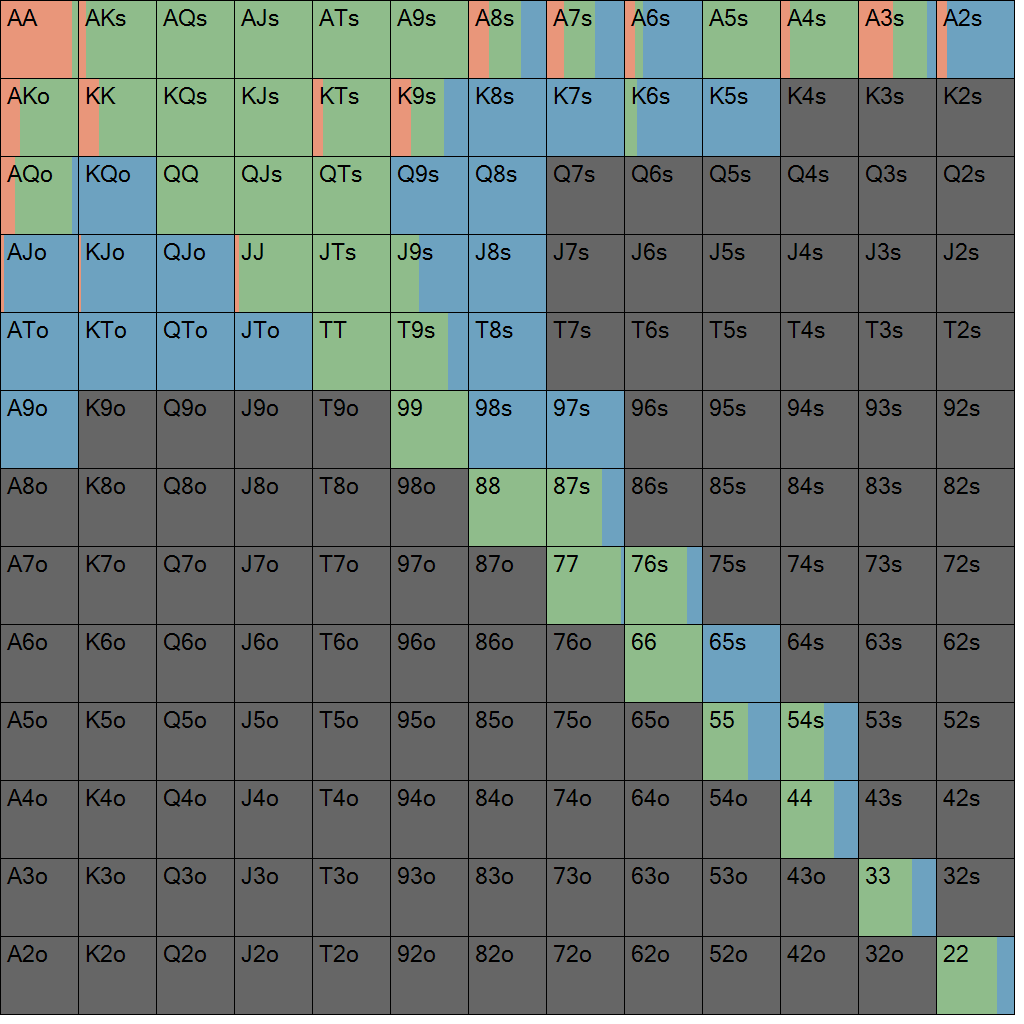 AA AKs AQs AJs ATs A9s A8s A7s A6s A5s A4s A3s A2s
AKo KK KQs KJs KTs K9s K8s K7s K6s K5s K4s K3s K2s
AQo KQo QQ QJs QTs Q9s Q8s Q7s Q6s Q5s Q4s Q3s Q2s
AJo KJo QJo JJ JTs J9s J8s J7s J6s J5s J4s J3s J2s
ATo KTo QTo JTo TT T9s T8s T7s T6s T5s T4s T3s T2s
A9o K9o Q9o J9o T9o 99 98s 97s 96s 95s 94s 93s 92s
A8o K8o Q8o J8o T8o 98o 88 87s 86s 85s 84s 83s 82s
A7o K7o Q7o J7o T7o 97o 87o 77 76s 75s 74s 73s 72s
A6o K6o Q6o J6o T6o 96o 86o 76o 66 65s 64s 63s 62s
A5o K5o Q5o J5o T5o 95o 85o 75o 65o 55 54s 53s 52s
A4o K4o Q4o J4o T4o 94o 84o 74o 64o 54o 44 43s 42s
A3o K3o Q3o J3o T3o 93o 83o 73o 63o 53o 43o 33 32s
A2o K2o Q2o J2o T2o 92o 82o 72o 62o 52o 42o 32o 22